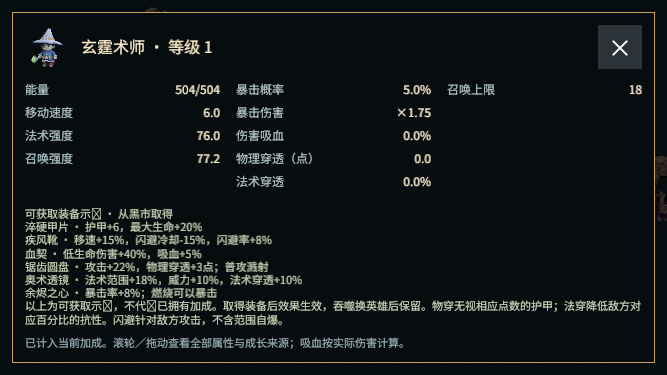 玄霆术师 · 等级 1
能量 504/504 暴击概率 5.0% 召唤上限 18
移动速度 6.0 暴击伤害 ×1.75
法术强度 76.0 伤害吸血 0.0%
召唤强度 77.2 物理穿透（点） 0.0
法术穿透 0.0%
可获取装备示 · 从黑市取得
淬硬甲片 · 护甲+6，最大生命+20%
疾风靴 · 移速+15%，闪避冷却-15%，闪避率+8%
血契 · 低生命伤害+40%，吸血+5%
锯齿圆盘 · 攻击+22%，物理穿透+3点；普攻溅射
奥术透镜 · 法术范围+18%，威力+10%，法术穿透+10%
余烬之心 · 暴击率+8%；燃烧可以暴击
以上为可获取示，不代已拥有加成。取得装备后效果生效，吞噬换英雄后保留。物穿无视相应点数的护甲；法穿降低敌方对
应百分比的抗性。闪避针对敌方攻击，不含范围自爆。
已计入当前加成。滚轮／拖动查看全部属性与成长来源；吸血按实际伤害计算。